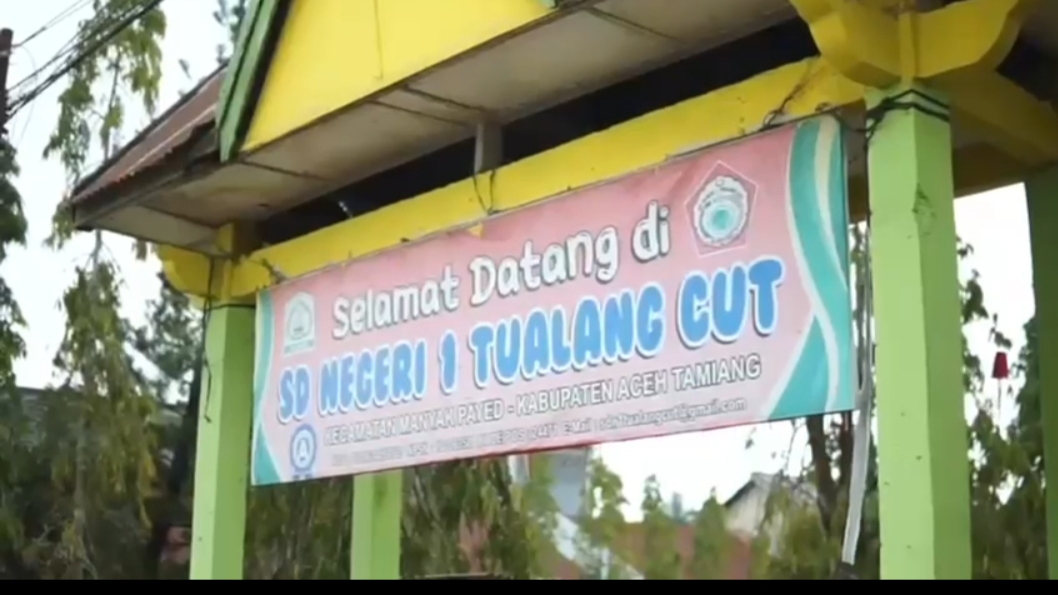 Selamat Datang di
SD NEGERI 1 TUALANG CUT
KECAMATAN MANYAK PAYED - KABUPATEN ACEH TAMIANG